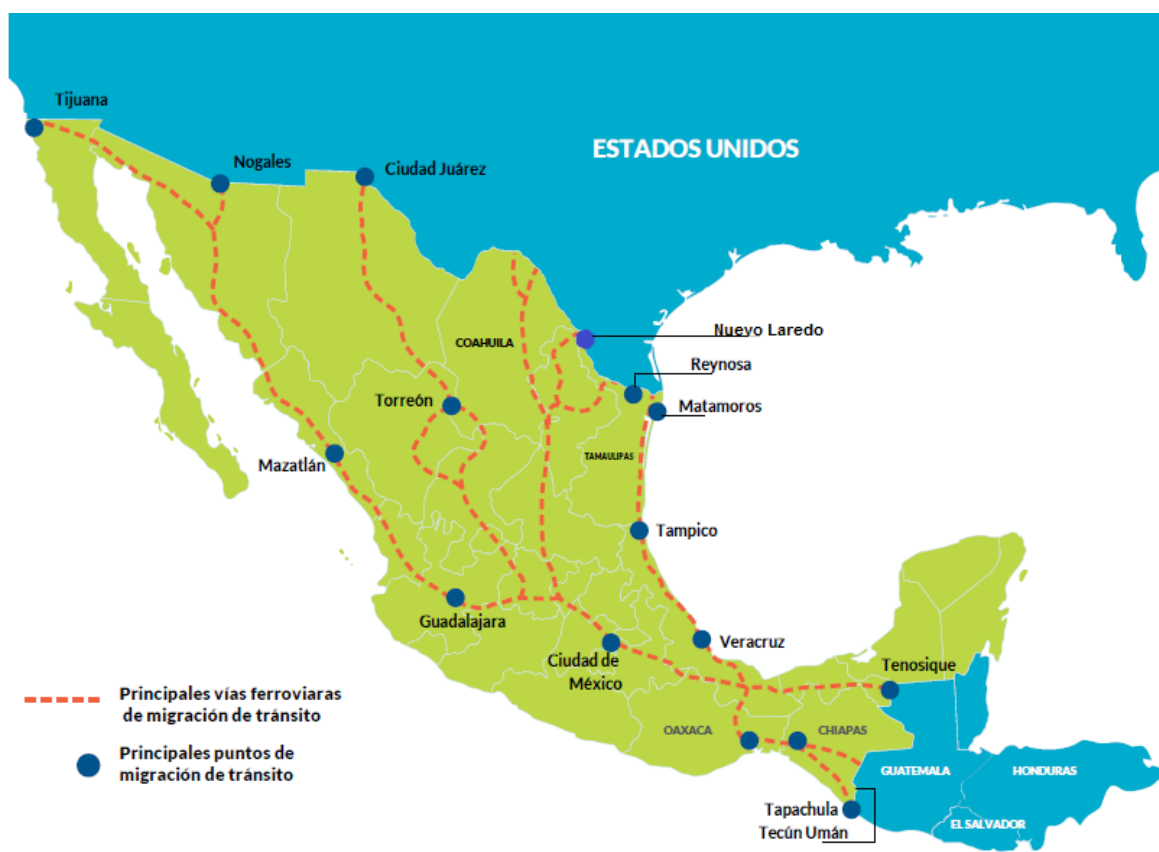 Tijuana
Nogales
Ciudad Juárez
ESTADOS UNIDOS
COAHUILA
Nuevo Laredo
Reynosa
Torreón
Matamoros
Mazatlán
TAMAULIPAS
Tampico
Guadalajara
Veracruz
Ciudad de
México
Tenosique
Principales vías ferroviaras
de migración de tránsito
OAXACA
CHIAPAS
Principales puntos de
migración de tránsito
GUATEMALA
HONDURAS
Tapachula
Tecún Umán
EL SALVADOR